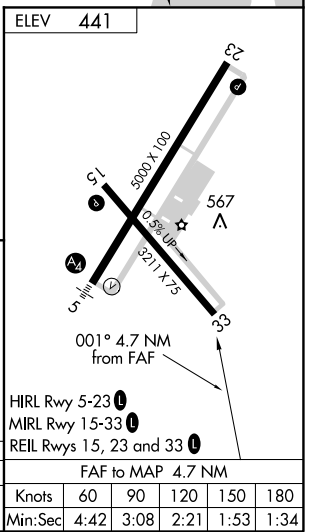 ELEV 441
23
P
5000 X 100
15
P
567
0.5% UP
A4
3211 X 75
V
5
33
001° 4.7 NM
from FAF
HIRL Rwy 5-23 L
MIRL Rwy 15-33 L
REIL Rwys 15, 23 and 33 L
FAF to MAP 4.7 NM
Knots 60 90 120 150 180
Min:Sec 4:42 3:08 2:21 1:53 1:34